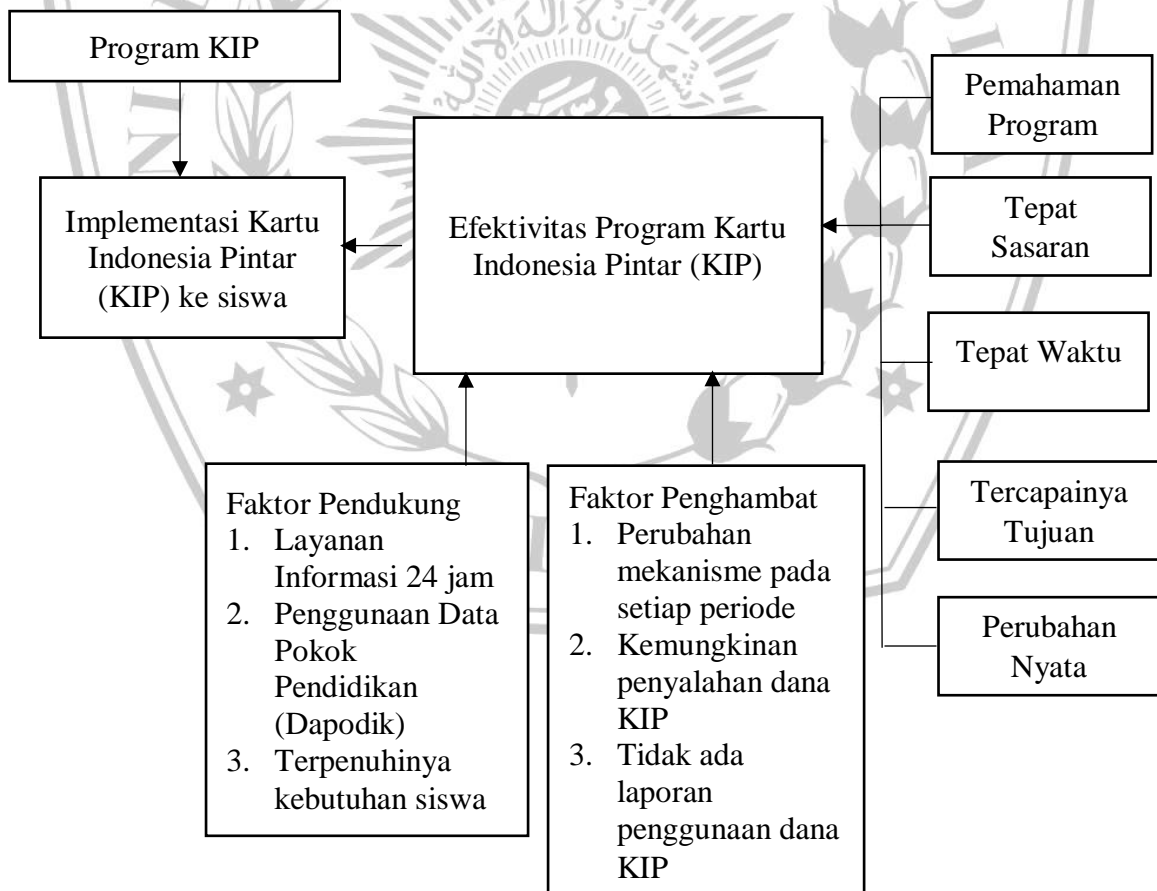 Program KIP
Implementasi Kartu
Indonesia Pintar
(KIP) ke siswa
Efektivitas Program Kartu
Indonesia Pintar (KIP)
Pemahaman
Program
Tepat
Sasaran
Tepat Waktu
Tercapainya
Tujuan
Perubahan
Nyata
Faktor Pendukung
1. Layanan
Informasi 24 jam
2. Penggunaan Data
Pokok
Pendidikan
(Dapodik)
3. Terpenuhinya
kebutuhan siswa
Faktor Penghambat
1. Perubahan
mekanisme pada
setiap periode
2. Kemungkinan
penyalahan dana
KIP
3. Tidak ada
laporan
penggunaan dana
KIP